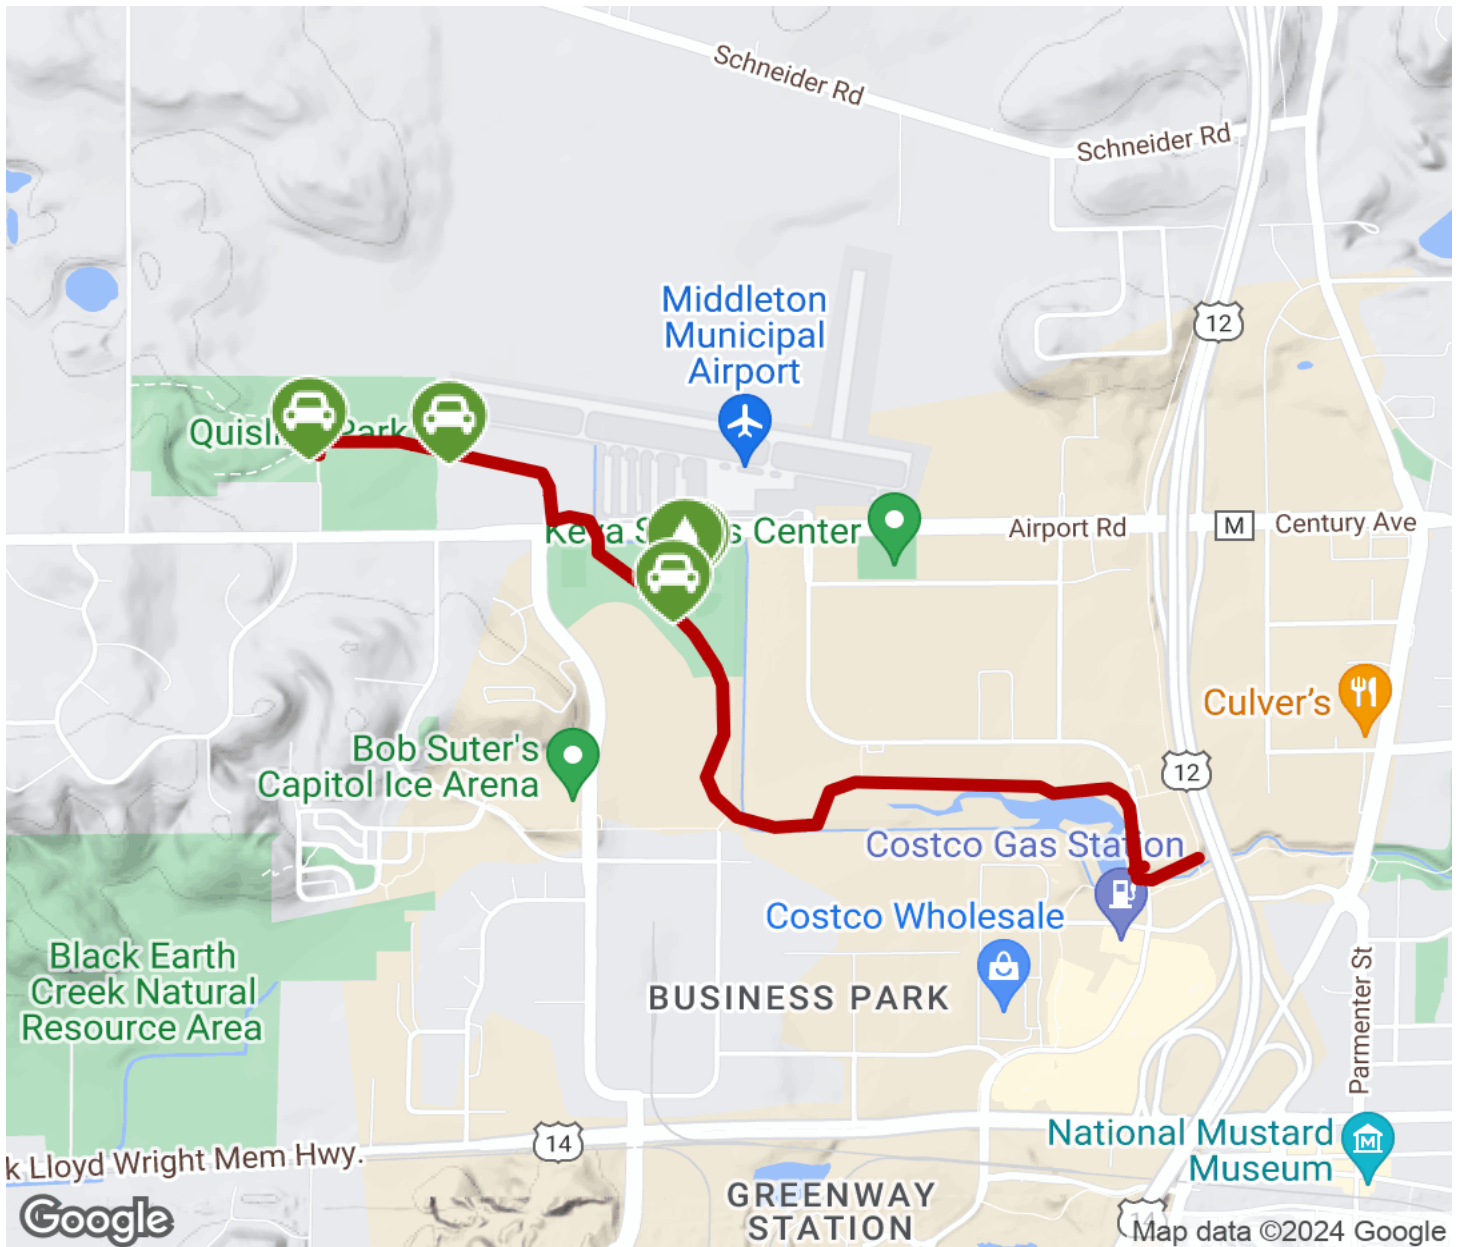 Schneider Rd
Schneider Rd
12
Middleton
Municipal
Airport
Park
Center
Airport Rd
M
Century Ave
Culver's
Bob Suter's
Capitol Ice Arena
12
Costco Gas Station
Costco Wholesale
Black Earth
Creek Natural
Resource Area
BUSINESS PARK
Parmenter St
14
k Lloyd Wright Mem Hwy.
National Mustard
Museum
M
GREENWAY
STATION
14
Google
Map data ©2024 Google